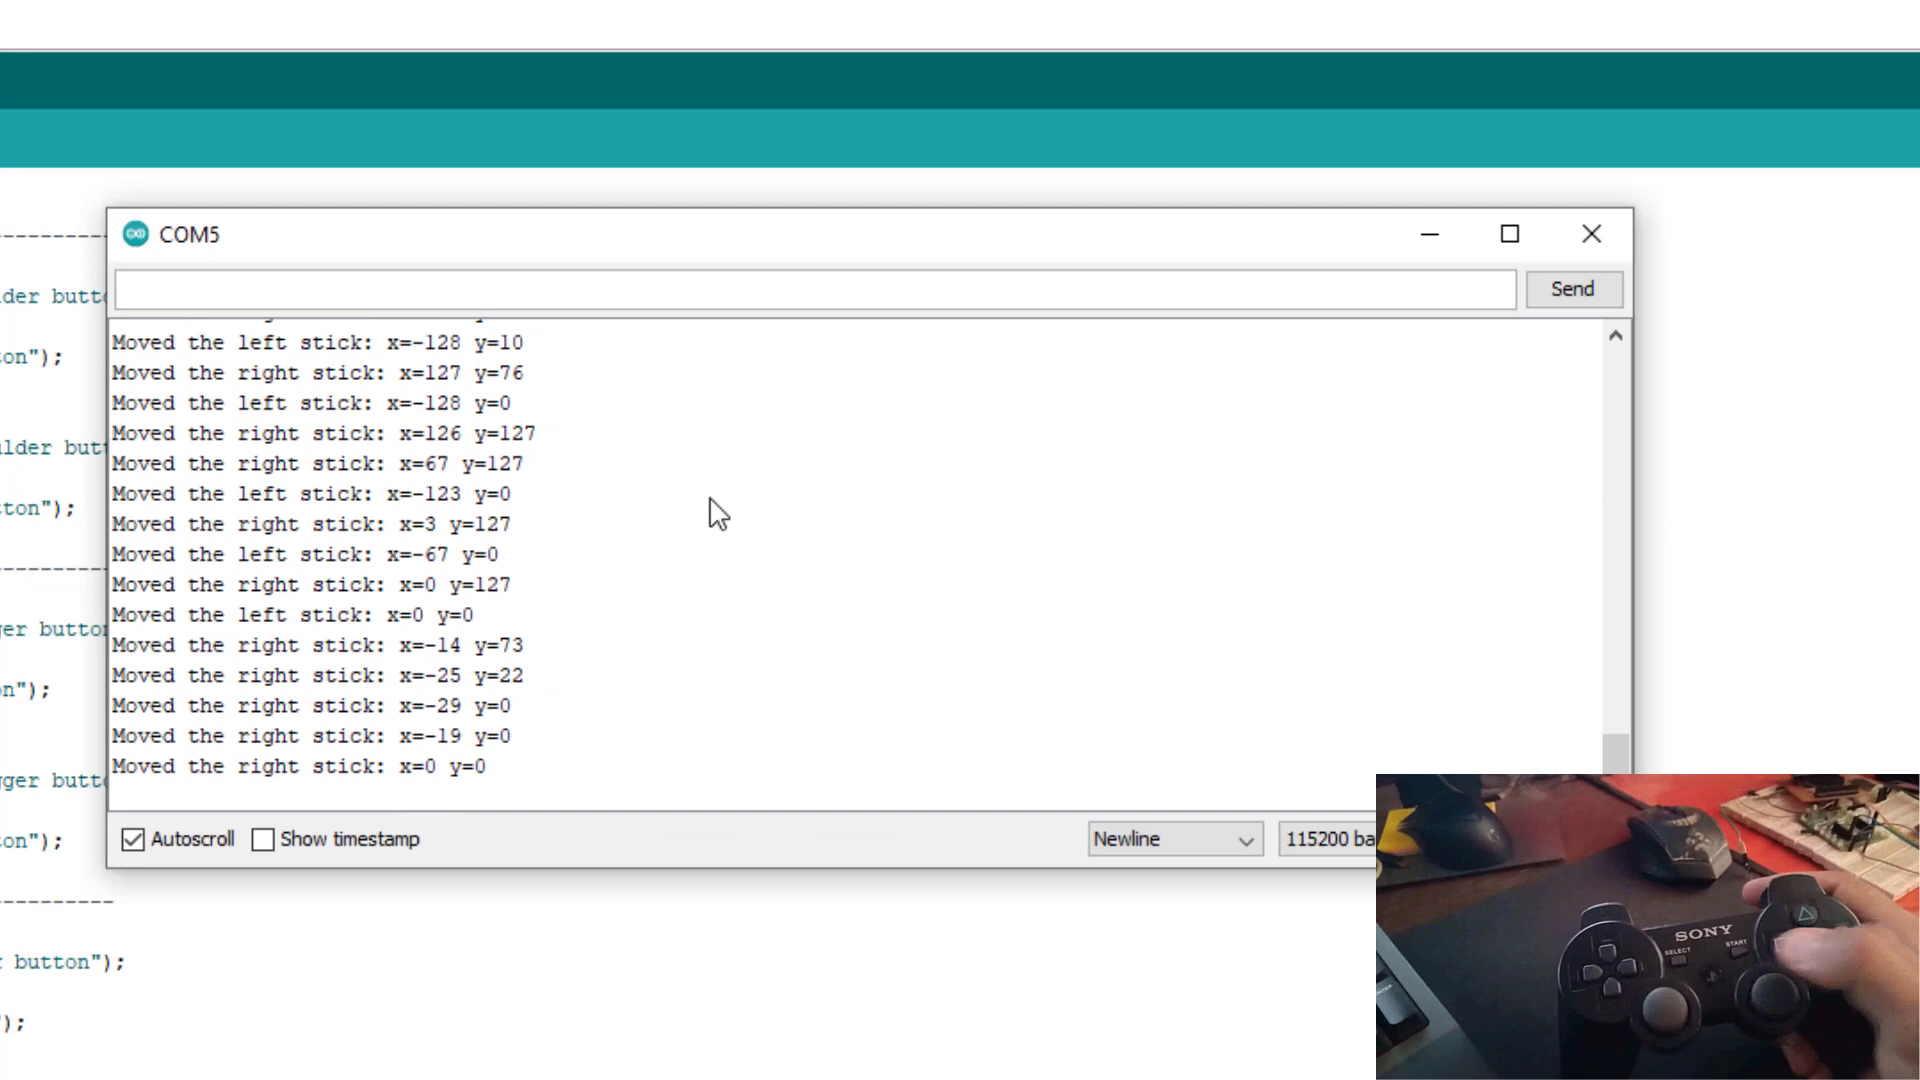 COM5
Send
Moved the left stick: x=-128 y=10
Moved the right stick: x=127 y=76
Moved the left stick: x=-128 y=0
Moved the right stick: x=126 y=127
Moved the right stick: x=67 y=127
Moved the left stick: x=-123 y=0
Moved the right stick: x=3 y=127
Moved the left stick: x=-67 y=0
Moved the right stick: x=0 y=127
Moved the left stick: x=0 y=0
Moved the right stick: x=-14 y=73
Moved the right stick: x=-25 y=22
Moved the right stick: x=-29 y=0
Moved the right stick: x=-19 y=0
Moved the right stick: x=0 y=0
Autoscroll Show timestamp Newline 115200 ba
lder butto
on");
ulder butt
ton");
ger button
n");
gger butto
on");
r button");
");
SONY
SELECT START